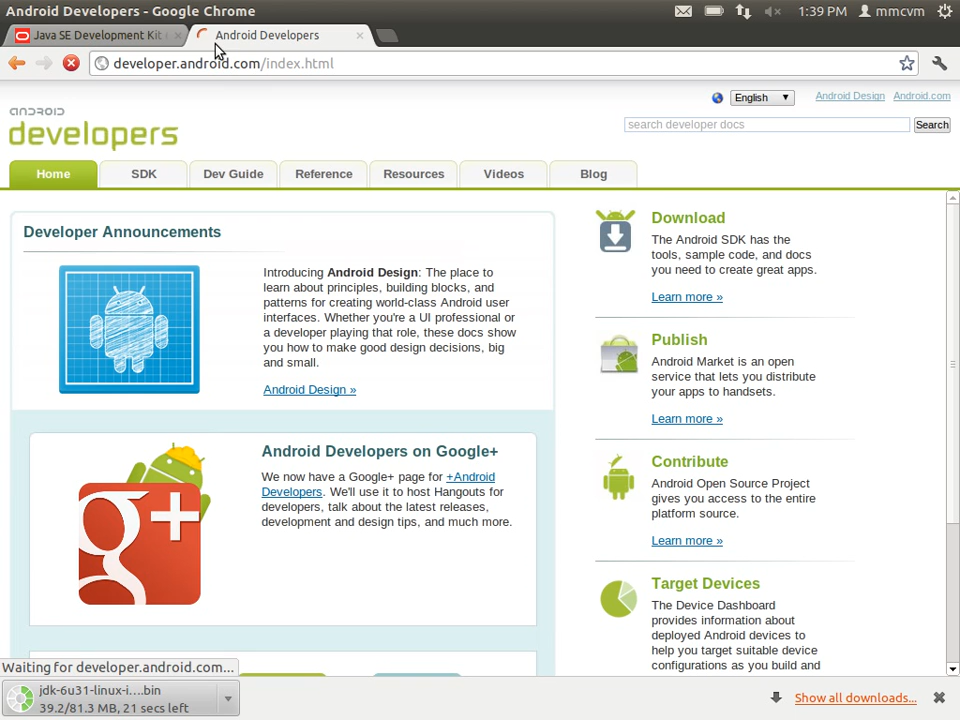 Android Developers - Google Chrome
1:39 PM
mmcvm
Java SE Development Kit
Android Developers
developer.android.com/index.html
English
Android Design
Android.com
ANDROID
developers
search developer docs
Search
Home
SDK
Dev Guide
Reference
Resources
Videos
Blog
Developer Announcements
Introducing Android Design: The place to
learn about principles, building blocks, and
patterns for creating world-class Android user
interfaces. Whether you're a UI professional or
a developer playing that role, these docs show
you how to make good design decisions, big
and small.
Android Design »
Android Developers on Google+
We now have a Google+ page for +Android
Developers. We'll use it to host Hangouts for
developers, talk about the latest releases,
development and design tips, and much more.
g+
Download
The Android SDK has the
tools, sample code, and docs
you need to create great apps.
Learn more »
Publish
Android Market is an open
service that lets you distribute
your apps to handsets.
Learn more »
Contribute
Android Open Source Project
gives you access to the entire
platform source.
Learn more »
Target Devices
The Device Dashboard
provides information about
deployed Android devices to
help you target suitable device
configurations as you build and
Waiting for developer.android.com...
jdk-6u31-linux-i....bin
39.2/81.3 MB, 21 secs left
Show all downloads...